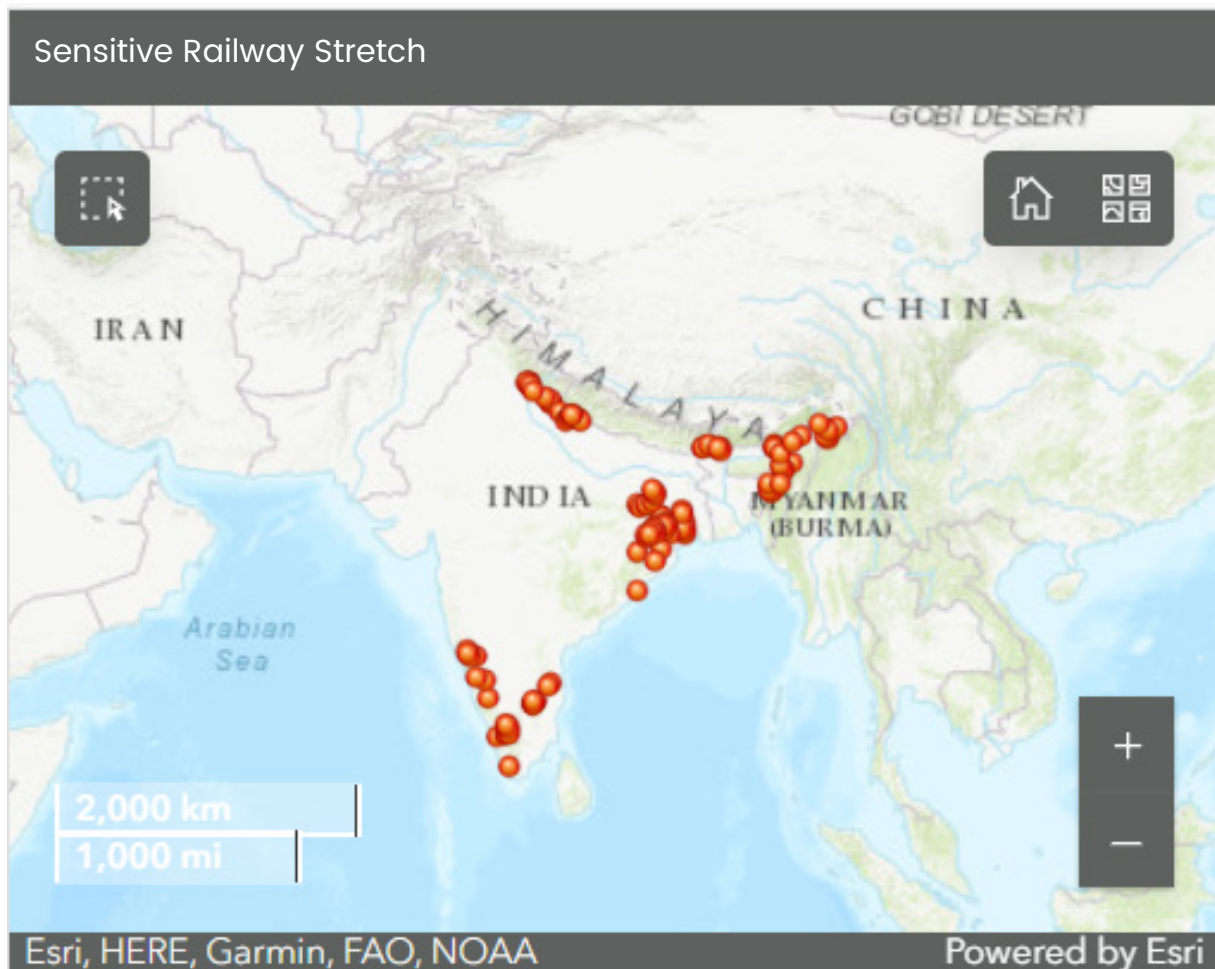 Sensitive Railway Stretch
GOBI DESERT
IRAN
CHINA
HIMALAYA
INDIA
MYANMAR
(BURMA)
Arabian
Sea
2,000 km
1,000 mi
+
−
Esri, HERE, Garmin, FAO, NOAA
Powered by Esri